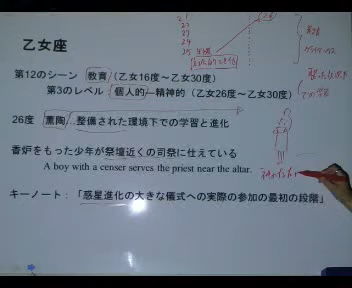 21
22
23
24
25
乙女座
第12のシーン 教育 (乙女16度~乙女30度)
第3のレベル 個人的―精神的 (乙女26度~乙女30度)
26度 薫陶 整備された環境下での学習と進化
香炉をもった少年が祭壇近くの司祭に仕えている
A boy with a censer serves the priest near the altar.
キーノート:「惑星進化の大きな儀式への実際の参加の最初の段階」